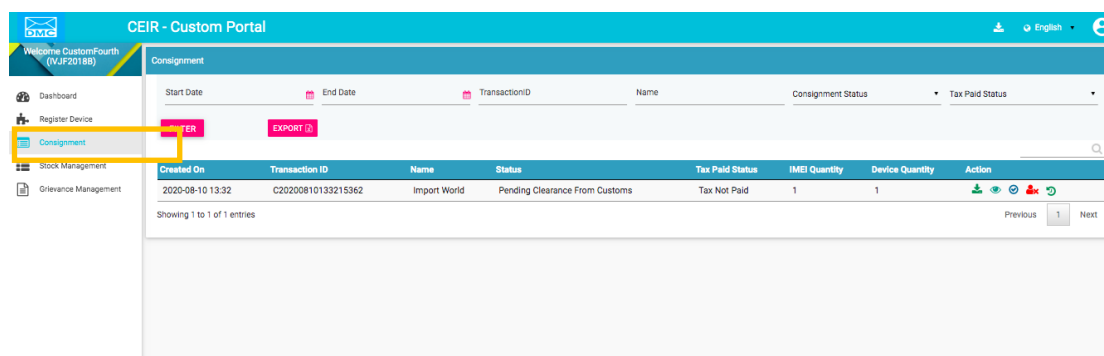 DMC
CEIR - Custom Portal
English
Welcome CustomFourth
(IVJF2018B)
Consignment
Dashboard
Register Device
Consignment
Stock Management
Grievance Management
Start Date
End Date
TransactionID
Name
Consignment Status
Tax Paid Status
EXPORT
Created On Transaction ID Name Status Tax Paid Status IMEI Quantity Device Quantity Action
2020-08-10 13:32 C20200810133215362 Import World Pending Clearance From Customs Tax Not Paid 1 1
Showing 1 to 1 of 1 entries
Previous 1 Next